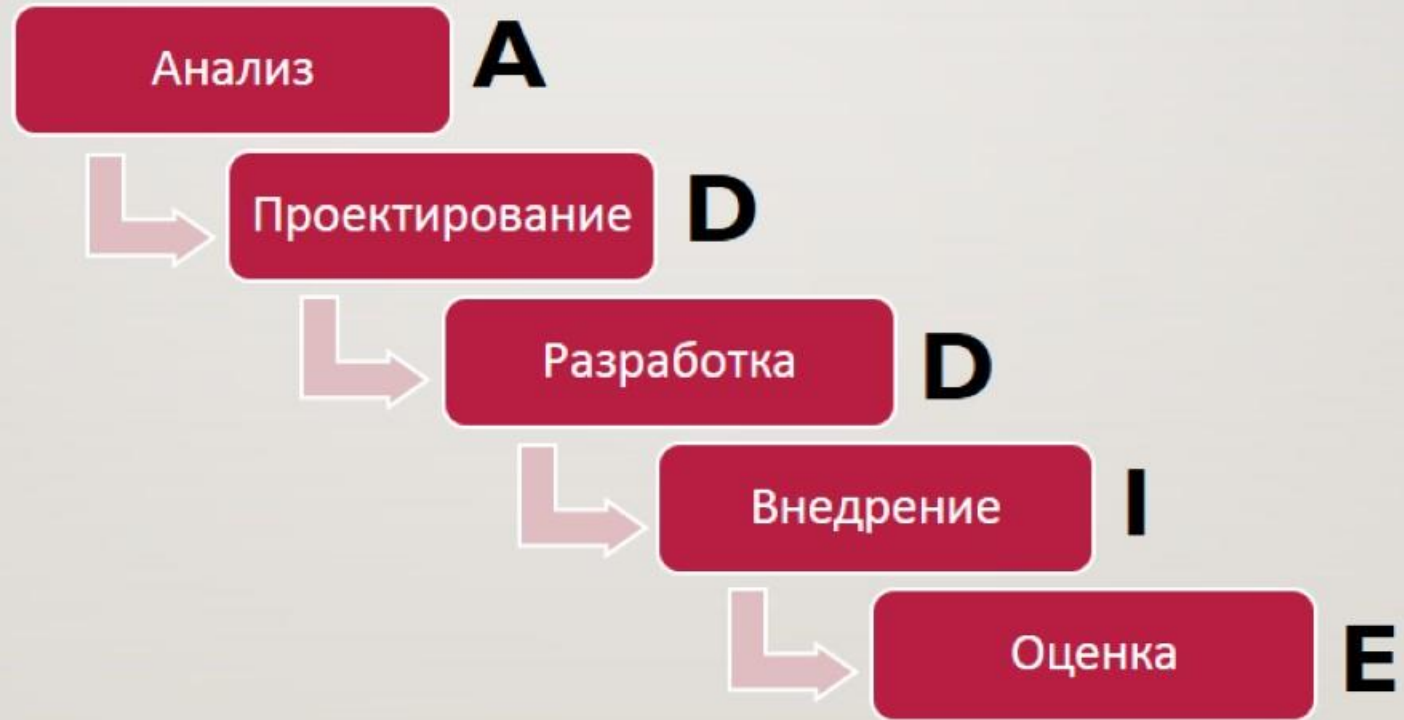 Анализ A
Проектирование D
Разработка D
Внедрение I
Оценка E